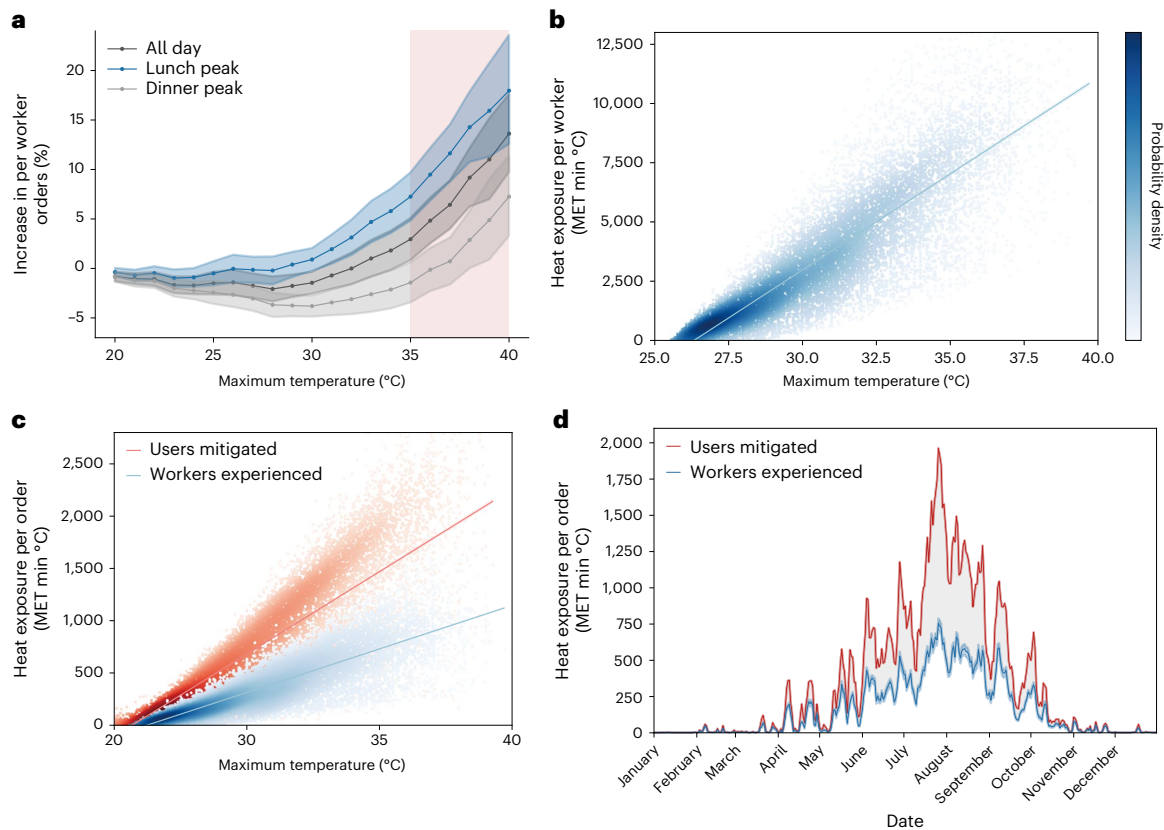 a
All day
Lunch peak
Dinner peak
Increase in per worker
orders (%)
20
15
10
5
0
−5
20
25
30
35
40
Maximum temperature (°C)
b
Heat exposure per worker
(MET min °C)
12,500
10,000
7,500
5,000
2,500
0
25.0
27.5
30.0
32.5
35.0
37.5
40.0
Maximum temperature (°C)
Probability density
c
Users mitigated
Workers experienced
Heat exposure per order
(MET min °C)
2,500
2,000
1,500
1,000
500
0
20
30
35
40
Maximum temperature (°C)
d
Users mitigated
Workers experienced
Heat exposure per order
(MET min °C)
2,000
1,750
1,500
1,250
1,000
750
500
250
0
January
February
March
April
May
June
July
August
September
October
November
December
Date